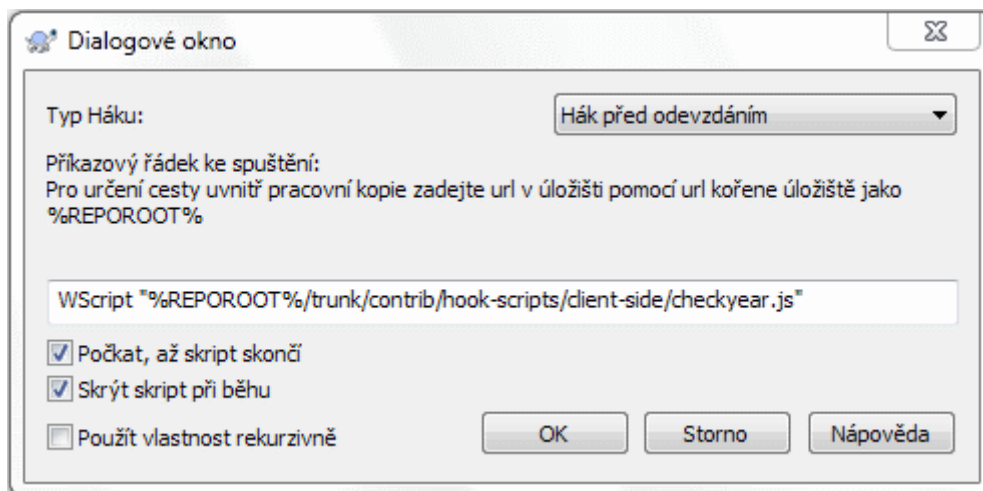 Dialogové okno
Typ Háku:
Hák před odevzdáním
Příkazový řádek ke spuštění:
Pro určení cesty uvnitř pracovní kopie zadejte url v úložišti pomocí url kořene úložiště jako
%REPOROOT%
WScript "%REPOROOT%/trunk/contrib/hook-scripts/client-side/checkyear.js"
Počkat, až skript skončí
Skrýt skript při běhu
Použít vlastnost rekurzivně
OK
Storno
Nápověda